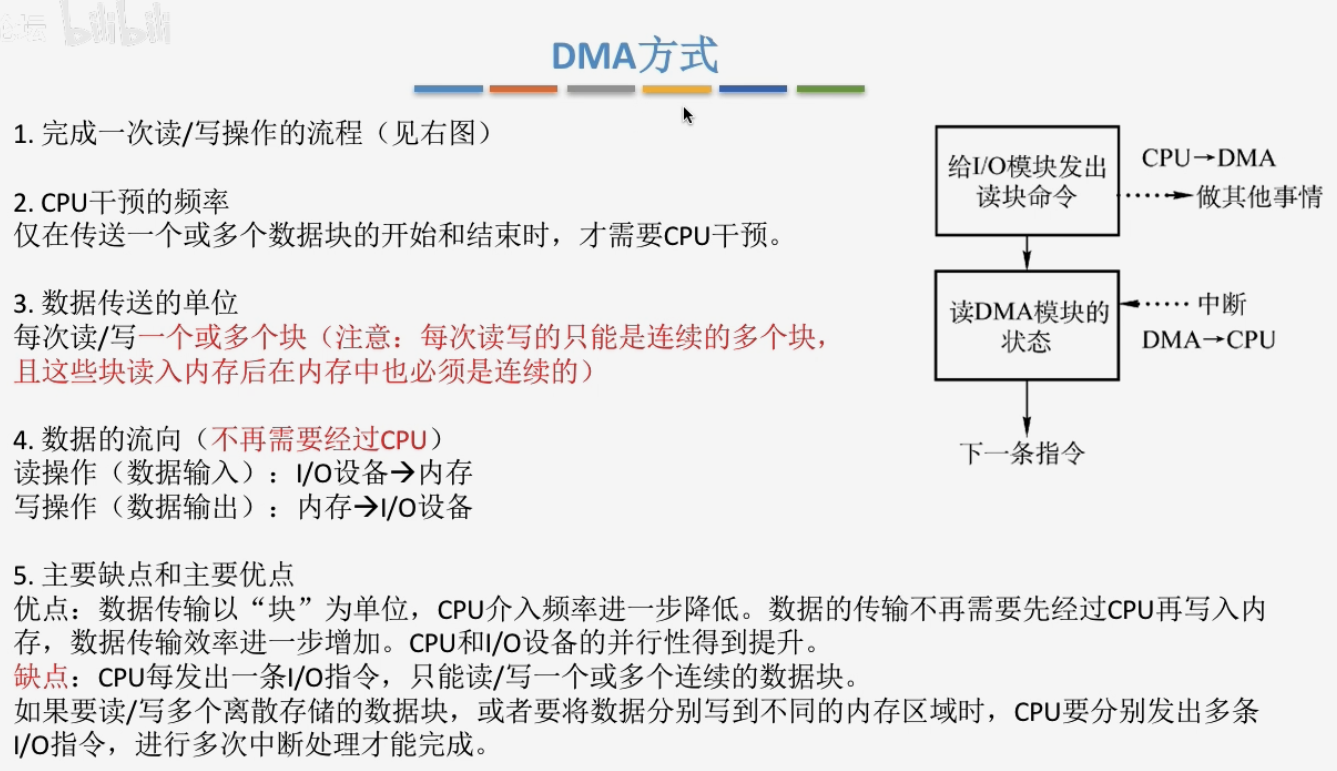 bilibili
DMA方式
1. 完成一次读/写操作的流程（见右图）
2. CPU干预的频率
仅在传送一个或多个数据块的开始和结束时，才需要CPU干预。
3. 数据传送的单位
每次读/写一个或多个块（注意：每次读写的只能是连续的多个块，
且这些块读入内存后在内存中也必须是连续的）
4. 数据的流向（不再需要经过CPU）
读操作（数据输入）：I/O设备→内存
写操作（数据输出）：内存→I/O设备
5. 主要缺点和主要优点
优点：数据传输以“块”为单位，CPU介入频率进一步降低。数据的传输不再需要先经过CPU再写入内
存，数据传输效率进一步增加。CPU和I/O设备的并行性得到提升。
缺点：CPU每发出一条I/O指令，只能读/写一个或多个连续的数据块。
如果要读/写多个离散存储的数据块，或者要将数据分别写到不同的内存区域时，CPU要分别发出多条
I/O指令，进行多次中断处理才能完成。
给I/O模块发出
读块命令
CPU→DMA
做其他事情
读DMA模块的
状态
中断
DMA→CPU
下一条指令